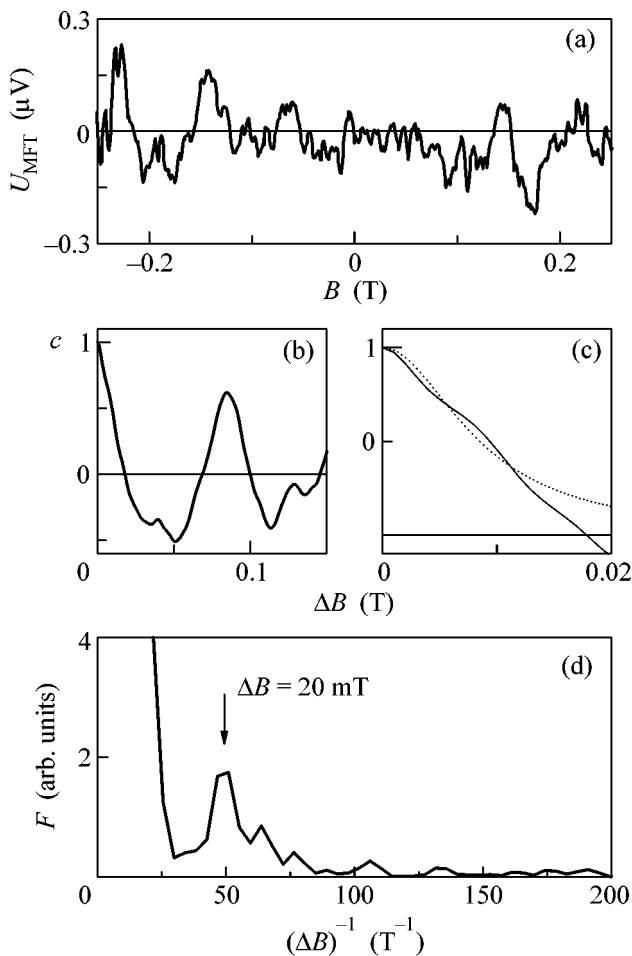 0.3
(a)
U_MFT (μV)
0
−0.3
−0.2
0
0.2
B (T)
c
1
(b)
0
0
0.1
1
(c)
0
0
0.02
ΔB (T)
4
(d)
ΔB = 20 mT
F (arb. units)
2
0
50
100
150
200
(ΔB)⁻¹ (T⁻¹)